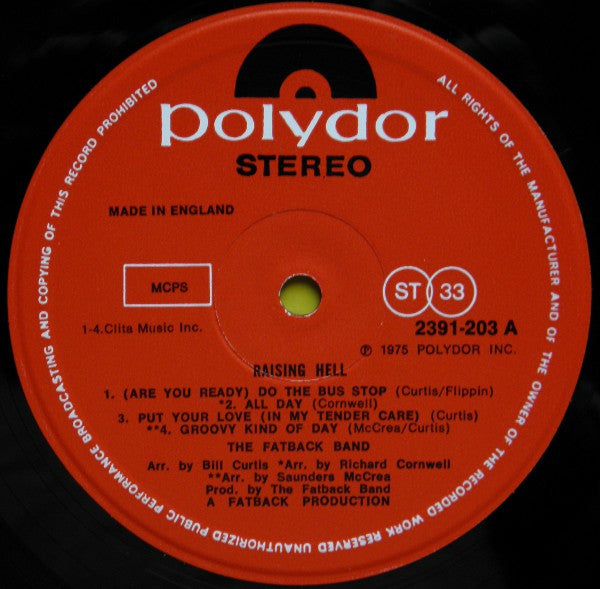 polydor
STEREO
MADE IN ENGLAND
MCPS
ST 33
1-4.Clita Music Inc.
2391-203 A
℗ 1975 POLYDOR INC.
RAISING HELL
1. (ARE YOU READY) DO THE BUS STOP (Curtis/Flippin)
*2. ALL DAY (Cornwell)
3. PUT YOUR LOVE (IN MY TENDER CARE) (Curtis)
**4. GROOVY KIND OF DAY (McCrea/Curtis)
THE FATBACK BAND
Arr. by Bill Curtis *Arr. by Richard Cornwell
**Arr. by Saunders McCrea
Prod. by The Fatback Band
A FATBACK PRODUCTION
ALL RIGHTS OF THE MANUFACTURER AND OF THE OWNER OF THE RECORDED WORK RESERVED UNAUTHORIZED PUBLIC PERFORMANCE BROADCASTING AND COPYING OF THIS RECORD PROHIBITED